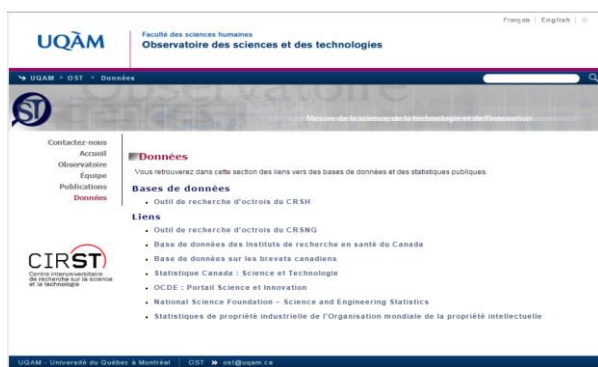 Français | English |
UQÀM
Faculté des sciences humaines
Observatoire des sciences et des technologies
UQAM > OST > Données
Observatoire
ST
Mesure de la science, de la technologie et de l'innovation
Contactez-nous
Accueil
Observatoire
Équipe
Publications
Données
Données
Vous retrouverez dans cette section des liens vers des bases de données et des statistiques publiques.
Bases de données
Outil de recherche d'octrois du CRSH
Liens
Outil de recherche d'octrois du CRSNG
Base de données des Instituts de recherche en santé du Canada
Base de données sur les brevets canadiens
Statistique Canada : Science et Technologie
OCDE : Portail Science et Innovation
National Science Foundation – Science and Engineering Statistics
Statistiques de propriété industrielle de l'Organisation mondiale de la propriété intellectuelle
CIRST
Centre interuniversitaire
de recherche sur la science
et la technologie
UQAM - Université du Québec à Montréal | OST » ost@uqam.ca